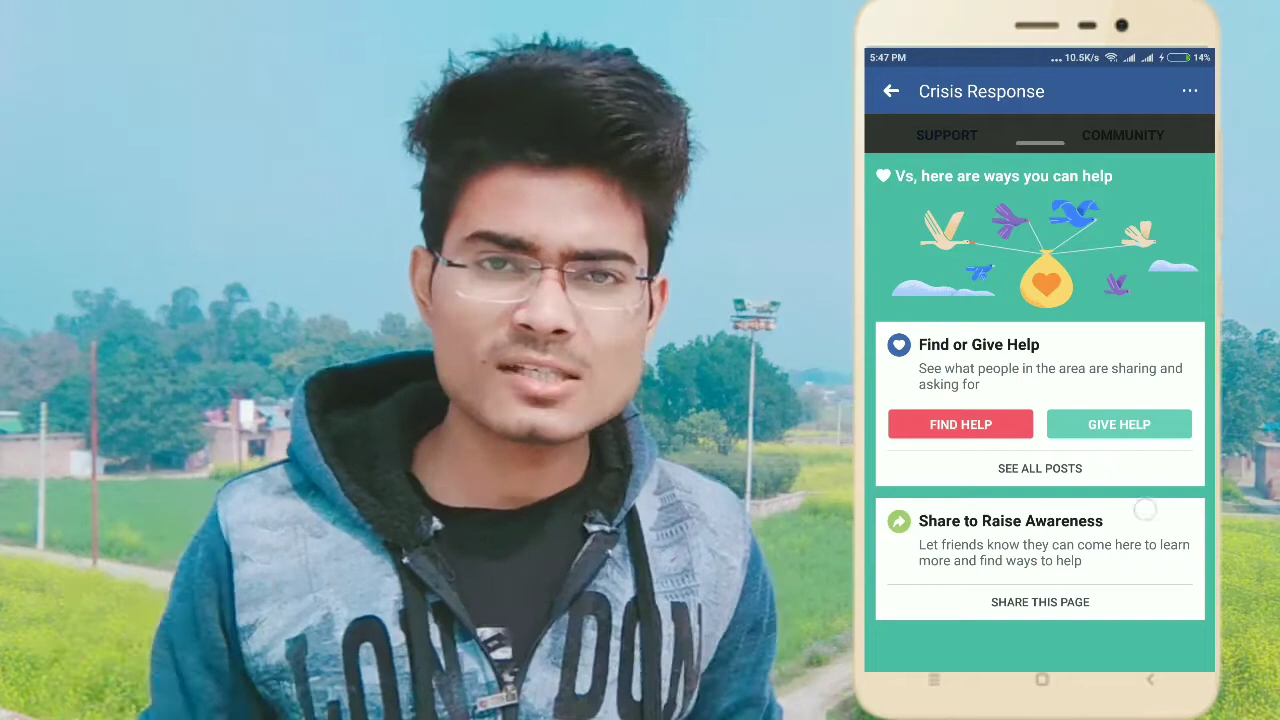 LONDON
5:47 PM
... 10.5K/s
14%
Crisis Response
SUPPORT
COMMUNITY
Vs, here are ways you can help
Find or Give Help
See what people in the area are sharing and
asking for
FIND HELP
GIVE HELP
SEE ALL POSTS
Share to Raise Awareness
Let friends know they can come here to learn
more and find ways to help
SHARE THIS PAGE